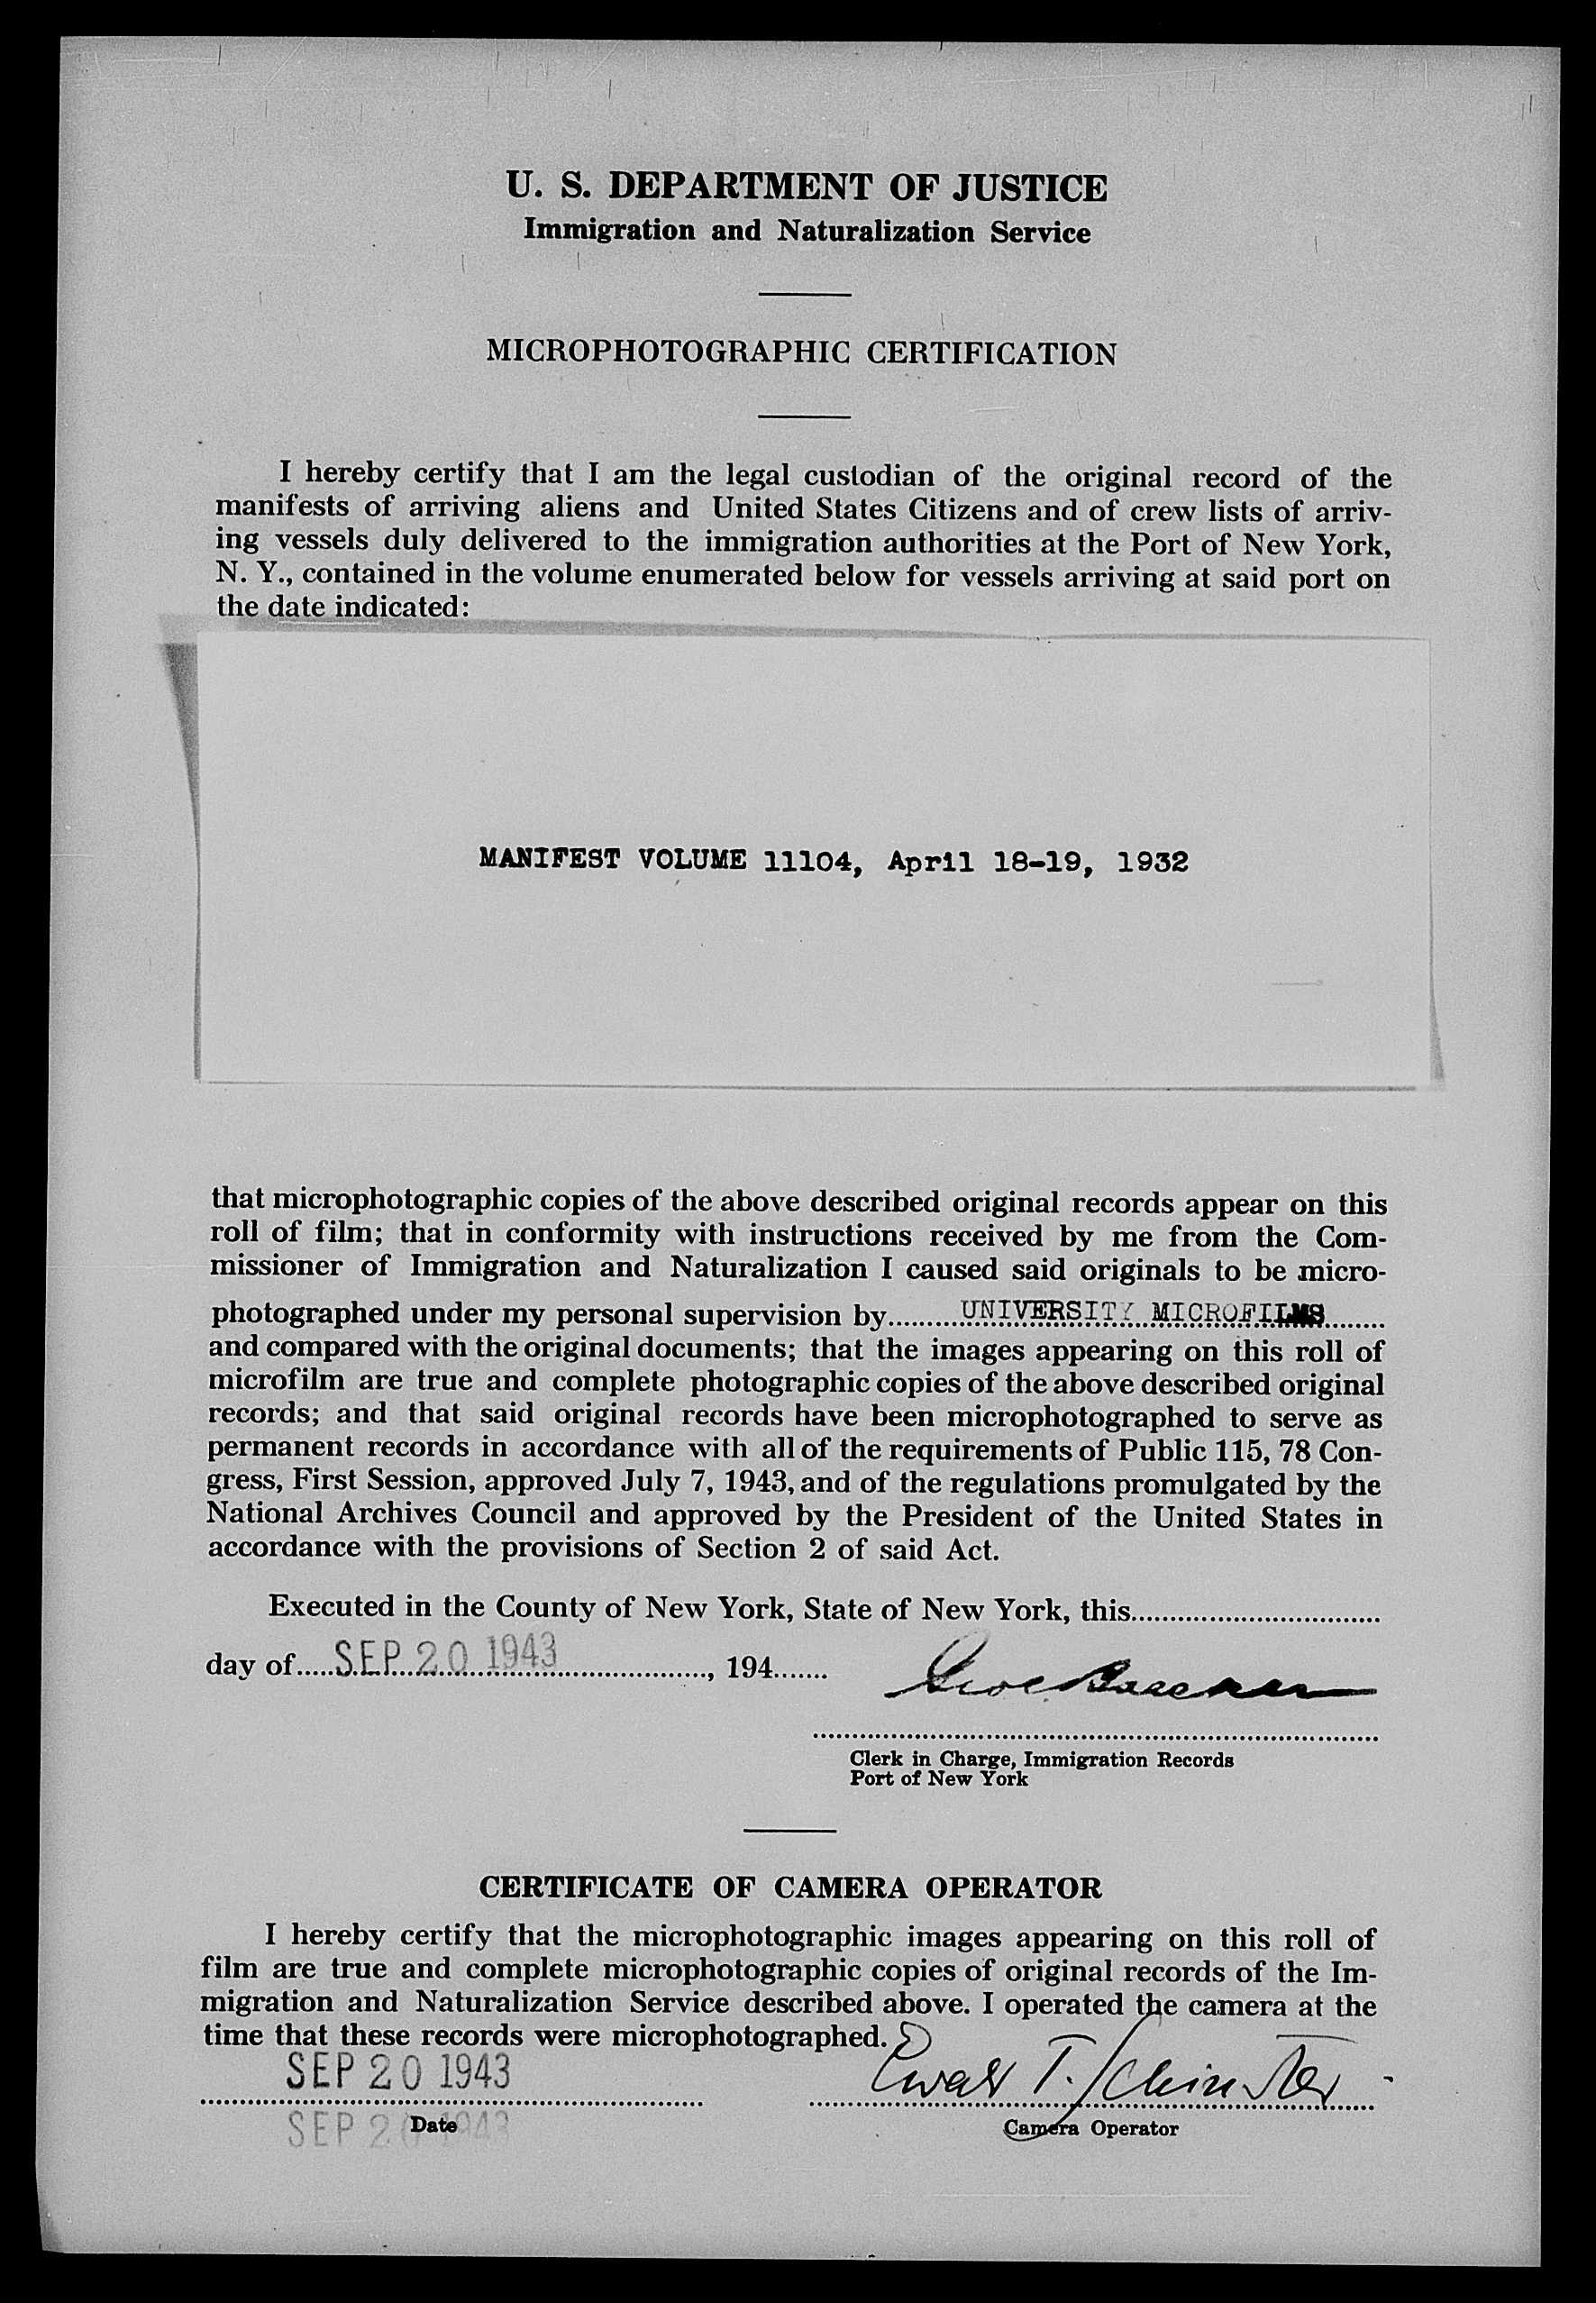 U. S. DEPARTMENT OF JUSTICE
Immigration and Naturalization Service
MICROPHOTOGRAPHIC CERTIFICATION
I hereby certify that I am the legal custodian of the original record of the
manifests of arriving aliens and United States Citizens and of crew lists of arriv-
ing vessels duly delivered to the immigration authorities at the Port of New York,
N. Y., contained in the volume enumerated below for vessels arriving at said port on
the date indicated:
MANIFEST VOLUME 11104, April 18-19, 1932
that microphotographic copies of the above described original records appear on this
roll of film; that in conformity with instructions received by me from the Com-
missioner of Immigration and Naturalization I caused said originals to be micro-
photographed under my personal supervision by..........UNIVERSITY MICROFILMS........
and compared with the original documents; that the images appearing on this roll of
microfilm are true and complete photographic copies of the above described original
records; and that said original records have been microphotographed to serve as
permanent records in accordance with all of the requirements of Public 115, 78 Con-
gress, First Session, approved July 7, 1943, and of the regulations promulgated by the
National Archives Council and approved by the President of the United States in
accordance with the provisions of Section 2 of said Act.
Executed in the County of New York, State of New York, this................................
day of.....SEP 20 1943...................., 194.......
Clerk in Charge, Immigration Records
Port of New York
CERTIFICATE OF CAMERA OPERATOR
I hereby certify that the microphotographic images appearing on this roll of
film are true and complete microphotographic copies of original records of the Im-
migration and Naturalization Service described above. I operated the camera at the
time that these records were microphotographed.
SEP 20 1943
SEP 20 1943
Date
Camera Operator